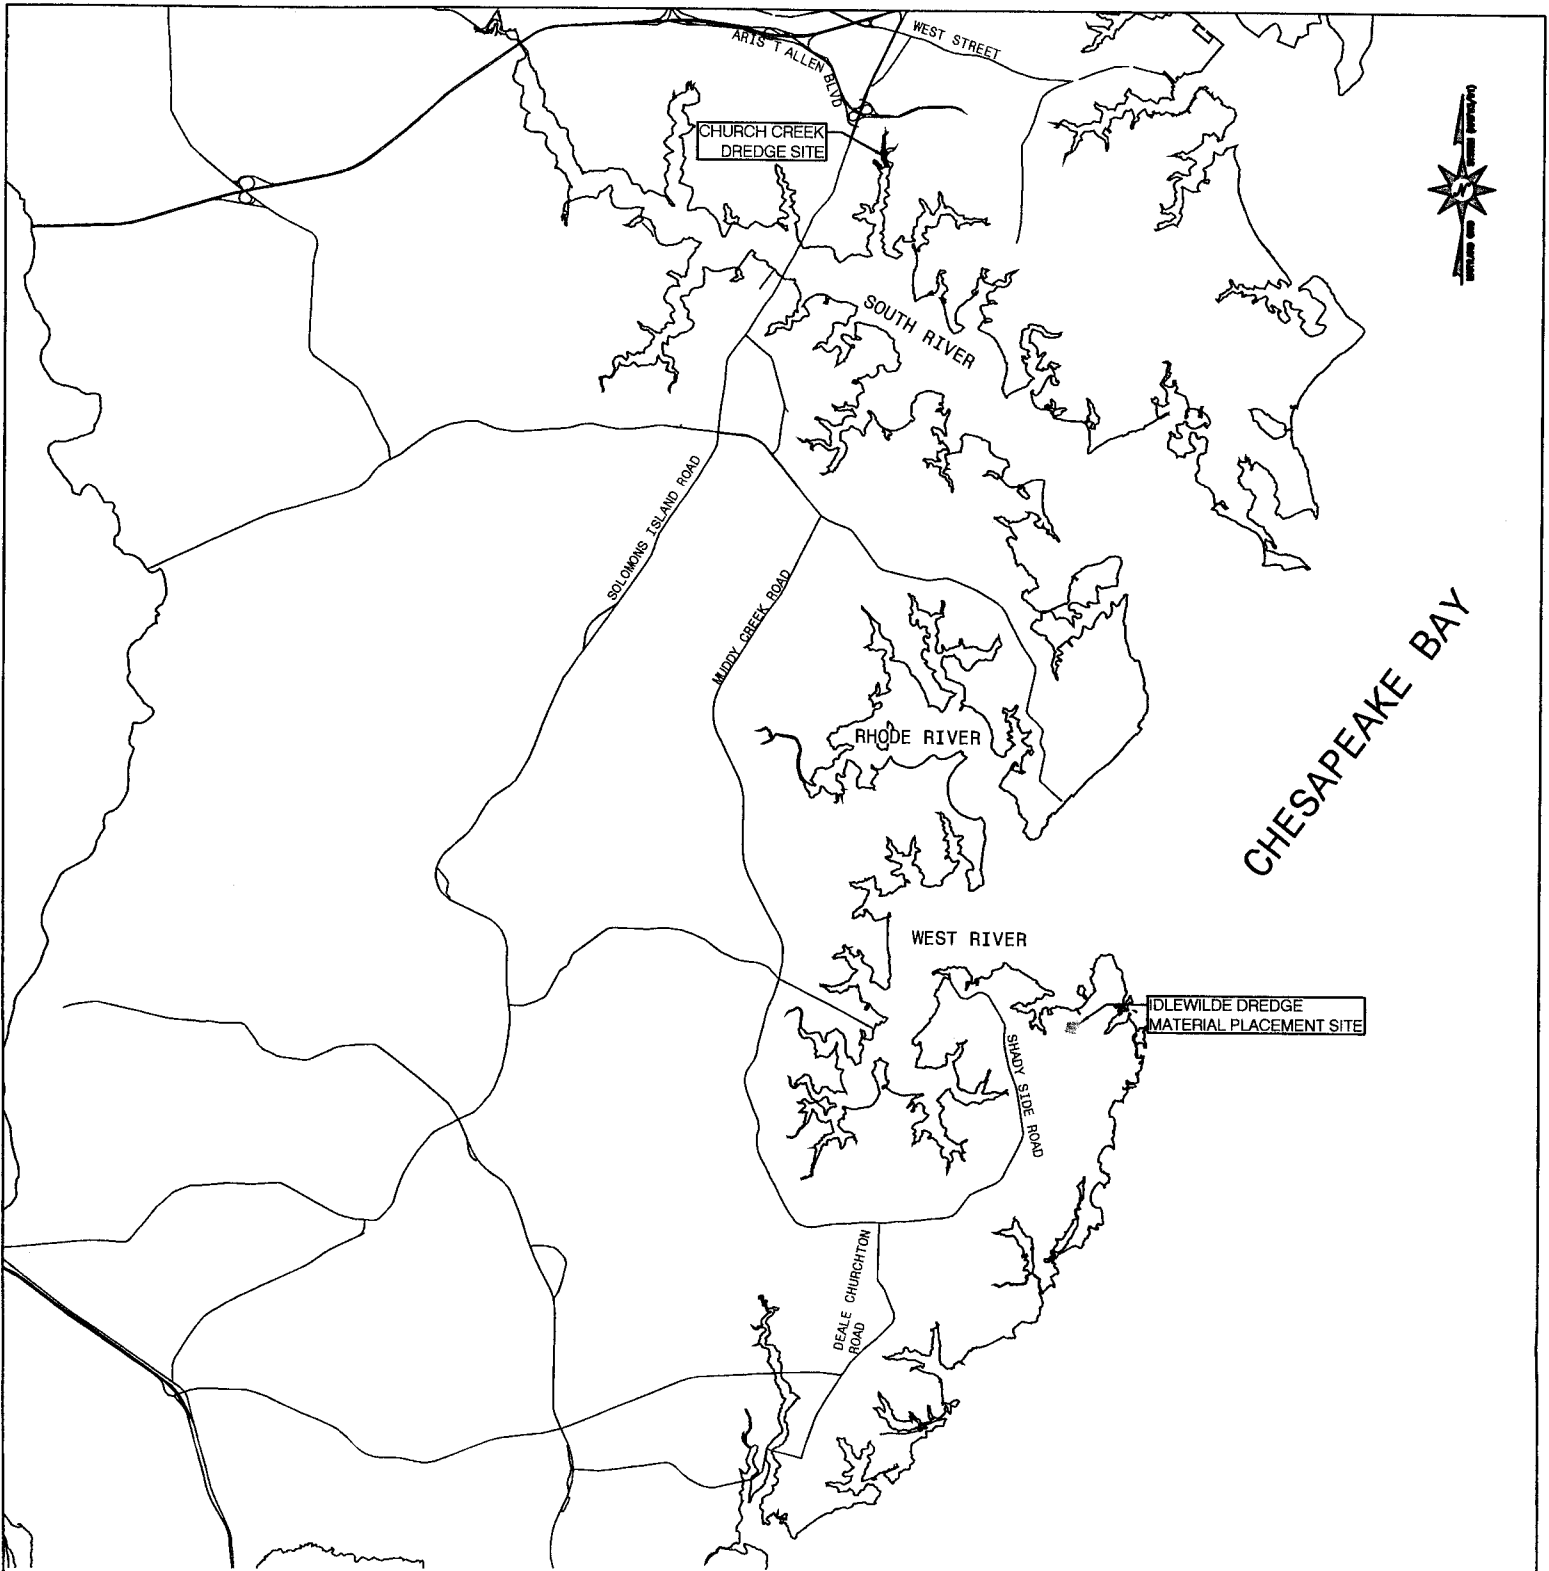 WEST STREET
ARIS T ALLEN BLVD
CHURCH CREEK
DREDGE SITE
N
SOUTH RIVER
SOLOMONS ISLAND ROAD
MUDDY CREEK ROAD
CHESAPEAKE BAY
RHODE RIVER
WEST RIVER
IDLEWILDE DREDGE
MATERIAL PLACEMENT SITE
SHADY SIDE ROAD
DEALE CHURCHTON
ROAD